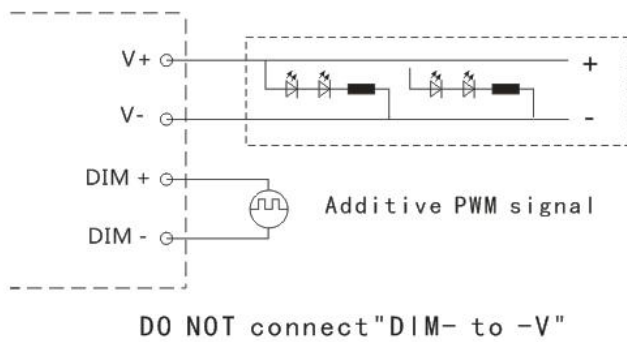 V+
+
V-
-
DIM +
Additive PWM signal
DIM -
DO NOT connect"DIM- to -V"